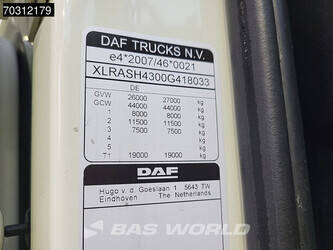 70312179
DAF TRUCKS N.V.
e4*2007/46*0021
XLRASH4300G418033
DE
GVW 26000 27000 kg
GCW 44000 44000 kg
1 8000 8000 kg
2 11500 11500 kg
3 7500 7500 kg
4
5
T1 19000 19000 kg
DAF
Hugo v. d. Goeslaan 1 5643 TW
Eindhoven The Netherlands
BAS WORLD